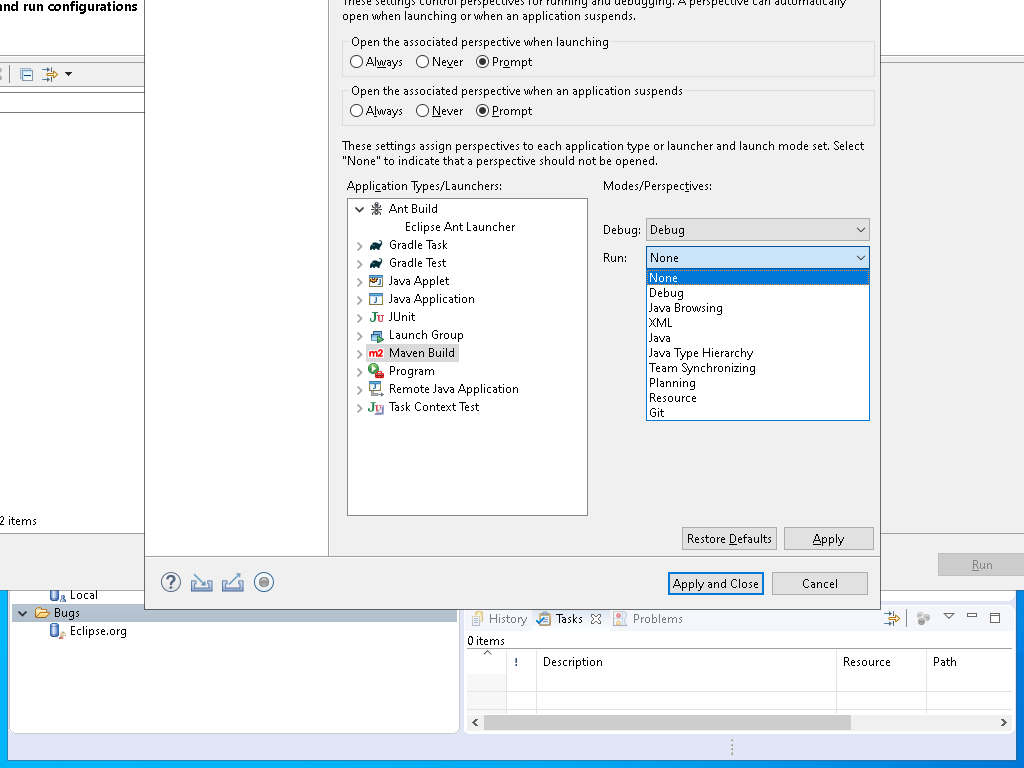 and run configurations
These settings control perspectives for running and debugging. A perspective can automatically
open when launching or when an application suspends.
Open the associated perspective when launching
Always Never Prompt
Open the associated perspective when an application suspends
Always Never Prompt
These settings assign perspectives to each application type or launcher and launch mode set. Select
"None" to indicate that a perspective should not be opened.
Application Types/Launchers:
Ant Build
Eclipse Ant Launcher
Gradle Task
Gradle Test
Java Applet
Java Application
JUnit
Launch Group
Maven Build
Program
Remote Java Application
Task Context Test
Modes/Perspectives:
Debug: Debug
Run: None
None
Debug
Java Browsing
XML
Java
Java Type Hierarchy
Team Synchronizing
Planning
Resource
Git
2 items
Restore Defaults Apply
Apply and Close Cancel
Run
Local
Bugs
Eclipse.org
History Tasks Problems
0 items
! Description Resource Path